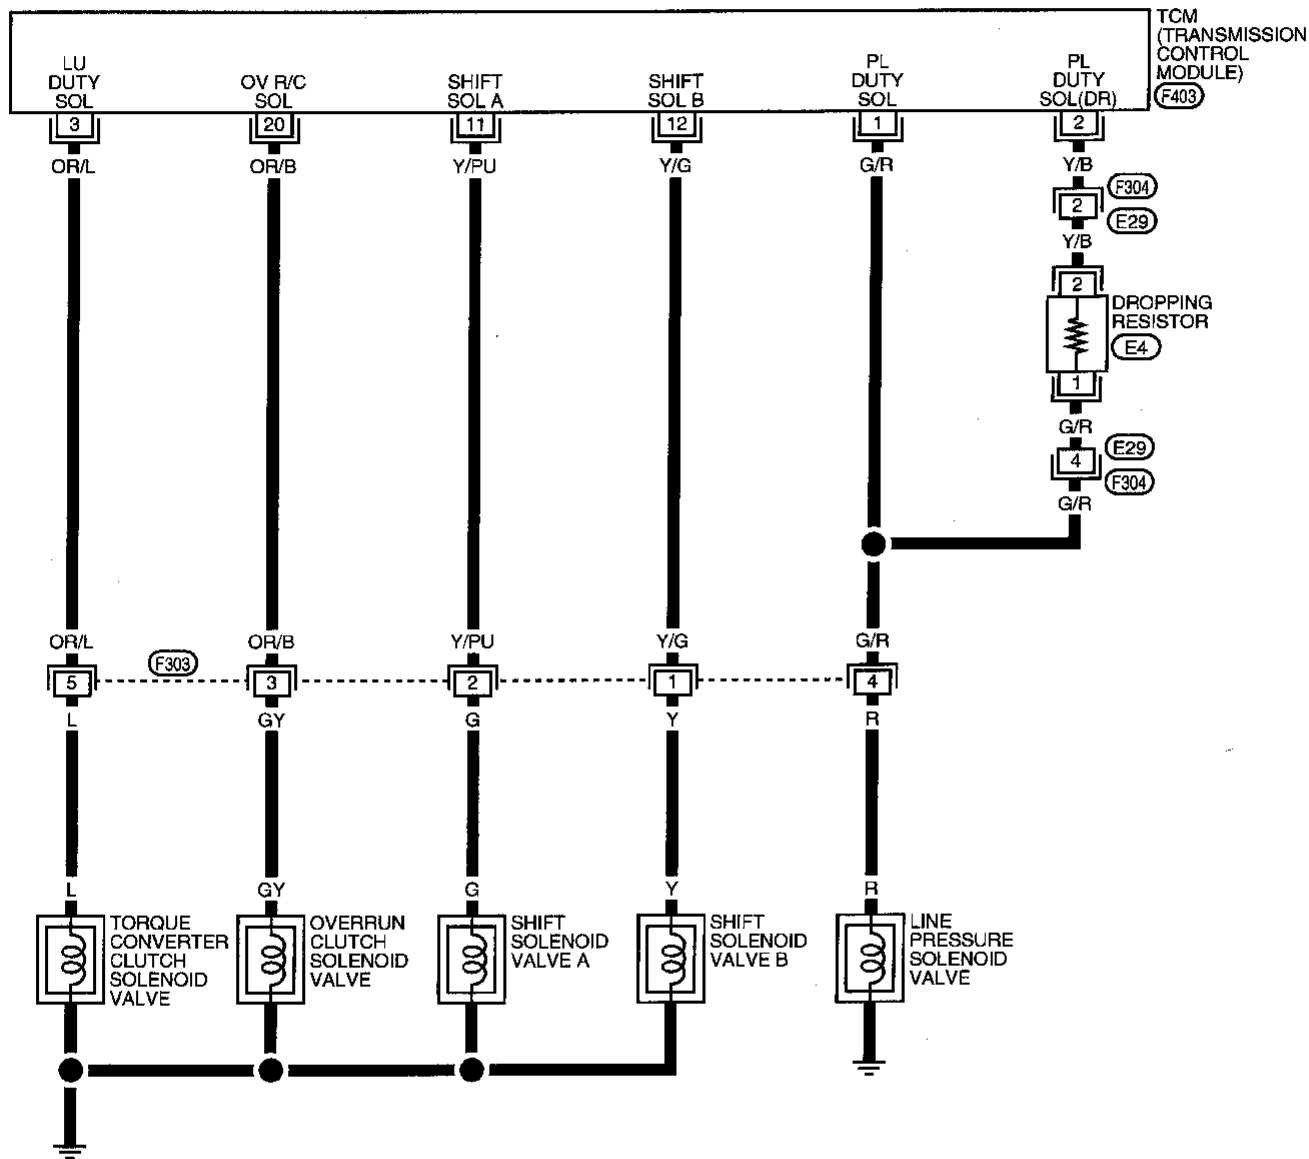 TCM
(TRANSMISSION
CONTROL
MODULE)
F403
LU
DUTY
SOL
OV R/C
SOL
SHIFT
SOL A
SHIFT
SOL B
PL
DUTY
SOL
PL
DUTY
SOL(DR)
3
20
11
12
1
2
OR/L
OR/B
Y/PU
Y/G
G/R
Y/B
2
F304
E29
Y/B
2
DROPPING
RESISTOR
E4
1
G/R
4
E29
F304
G/R
OR/L
OR/B
Y/PU
Y/G
G/R
5
F303
3
2
1
4
L
GY
G
Y
R
L
GY
G
Y
R
TORQUE
CONVERTER
CLUTCH
SOLENOID
VALVE
OVERRUN
CLUTCH
SOLENOID
VALVE
SHIFT
SOLENOID
VALVE A
SHIFT
SOLENOID
VALVE B
LINE
PRESSURE
SOLENOID
VALVE